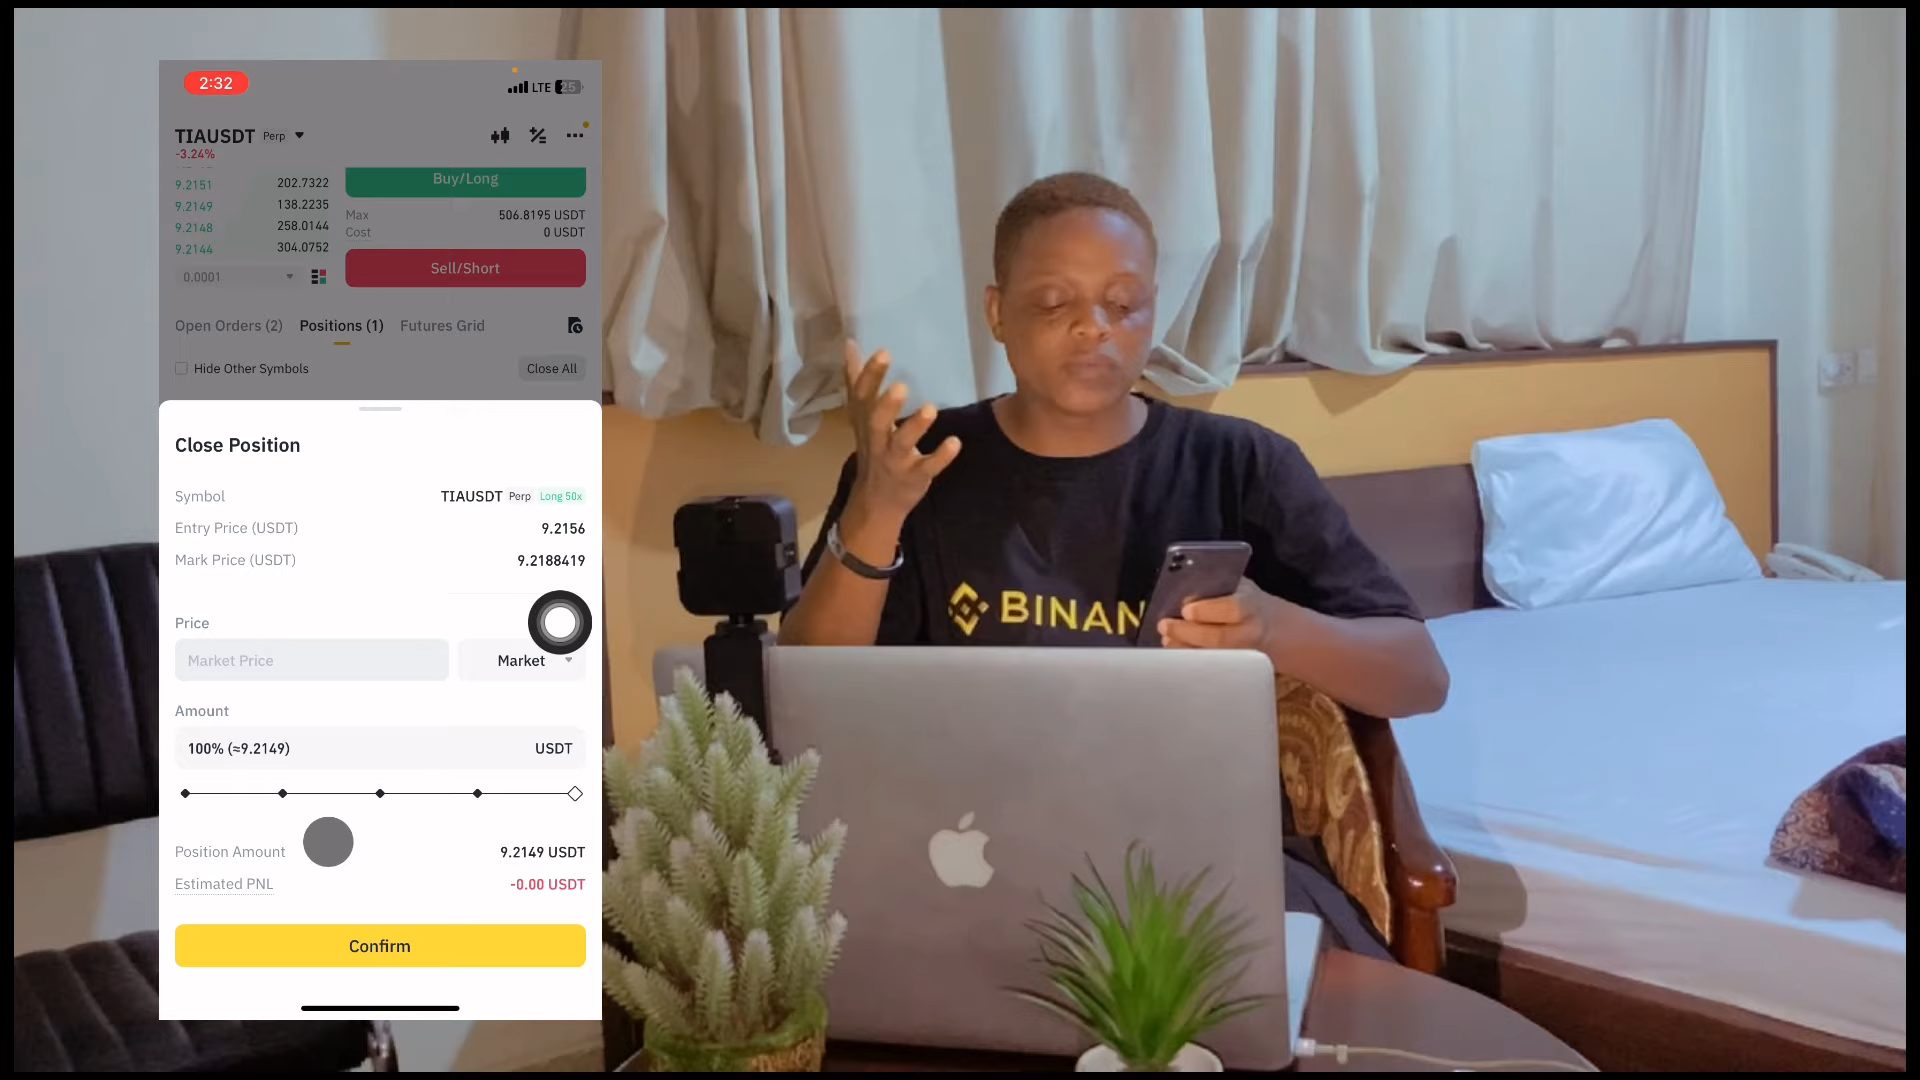 2:32
LTE 25
TIAUSDT Perp
-3.24%
9.2151 202.7322
9.2149 138.2235
9.2148 258.0144
9.2144 304.0752
0.0001
Buy/Long
Max 506.8195 USDT
Cost 0 USDT
Sell/Short
Open Orders (2) Positions (1) Futures Grid
Hide Other Symbols Close All
Close Position
Symbol TIAUSDT Perp Long 50x
Entry Price (USDT) 9.2156
Mark Price (USDT) 9.2188419
Price
Market Price Market
Amount
100% (≈9.2149) USDT
Position Amount 9.2149 USDT
Estimated PNL -0.00 USDT
Confirm
BINAN